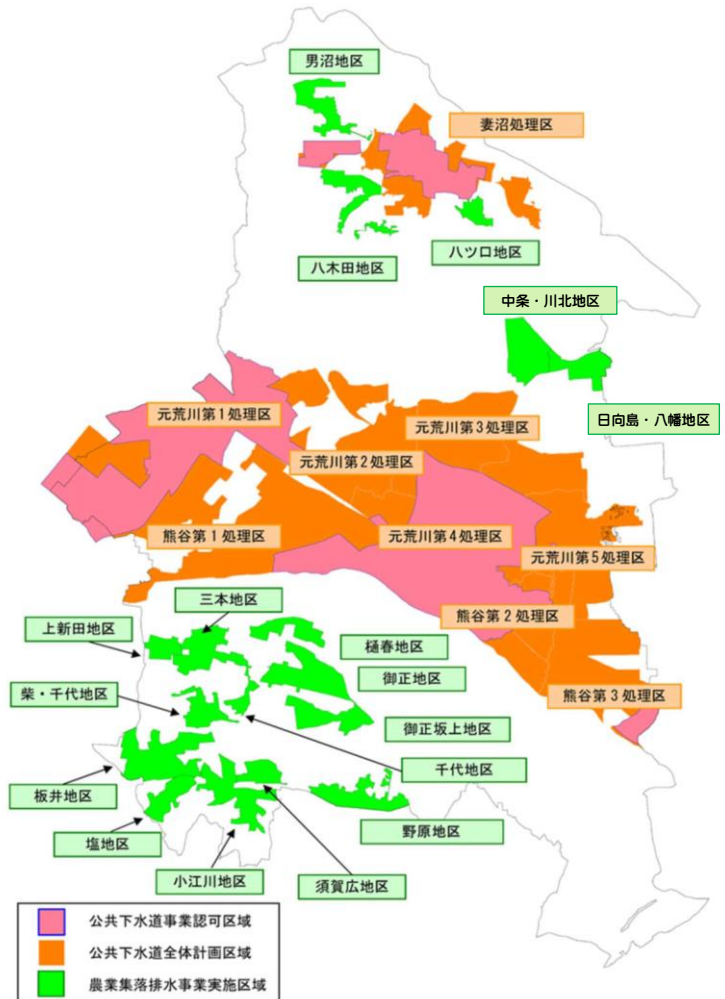 男沼地区
妻沼処理区
八ツ口地区
八木田地区
中条・川北地区
日向島・八幡地区
元荒川第1処理区
元荒川第3処理区
元荒川第2処理区
熊谷第1処理区
元荒川第4処理区
元荒川第5処理区
三本地区
上新田地区
熊谷第2処理区
樋春地区
御正地区
柴・千代地区
熊谷第3処理区
御正坂上地区
千代地区
板井地区
塩地区
野原地区
小江川地区
須賀広地区
公共下水道事業認可区域
公共下水道全体計画区域
農業集落排水事業実施区域